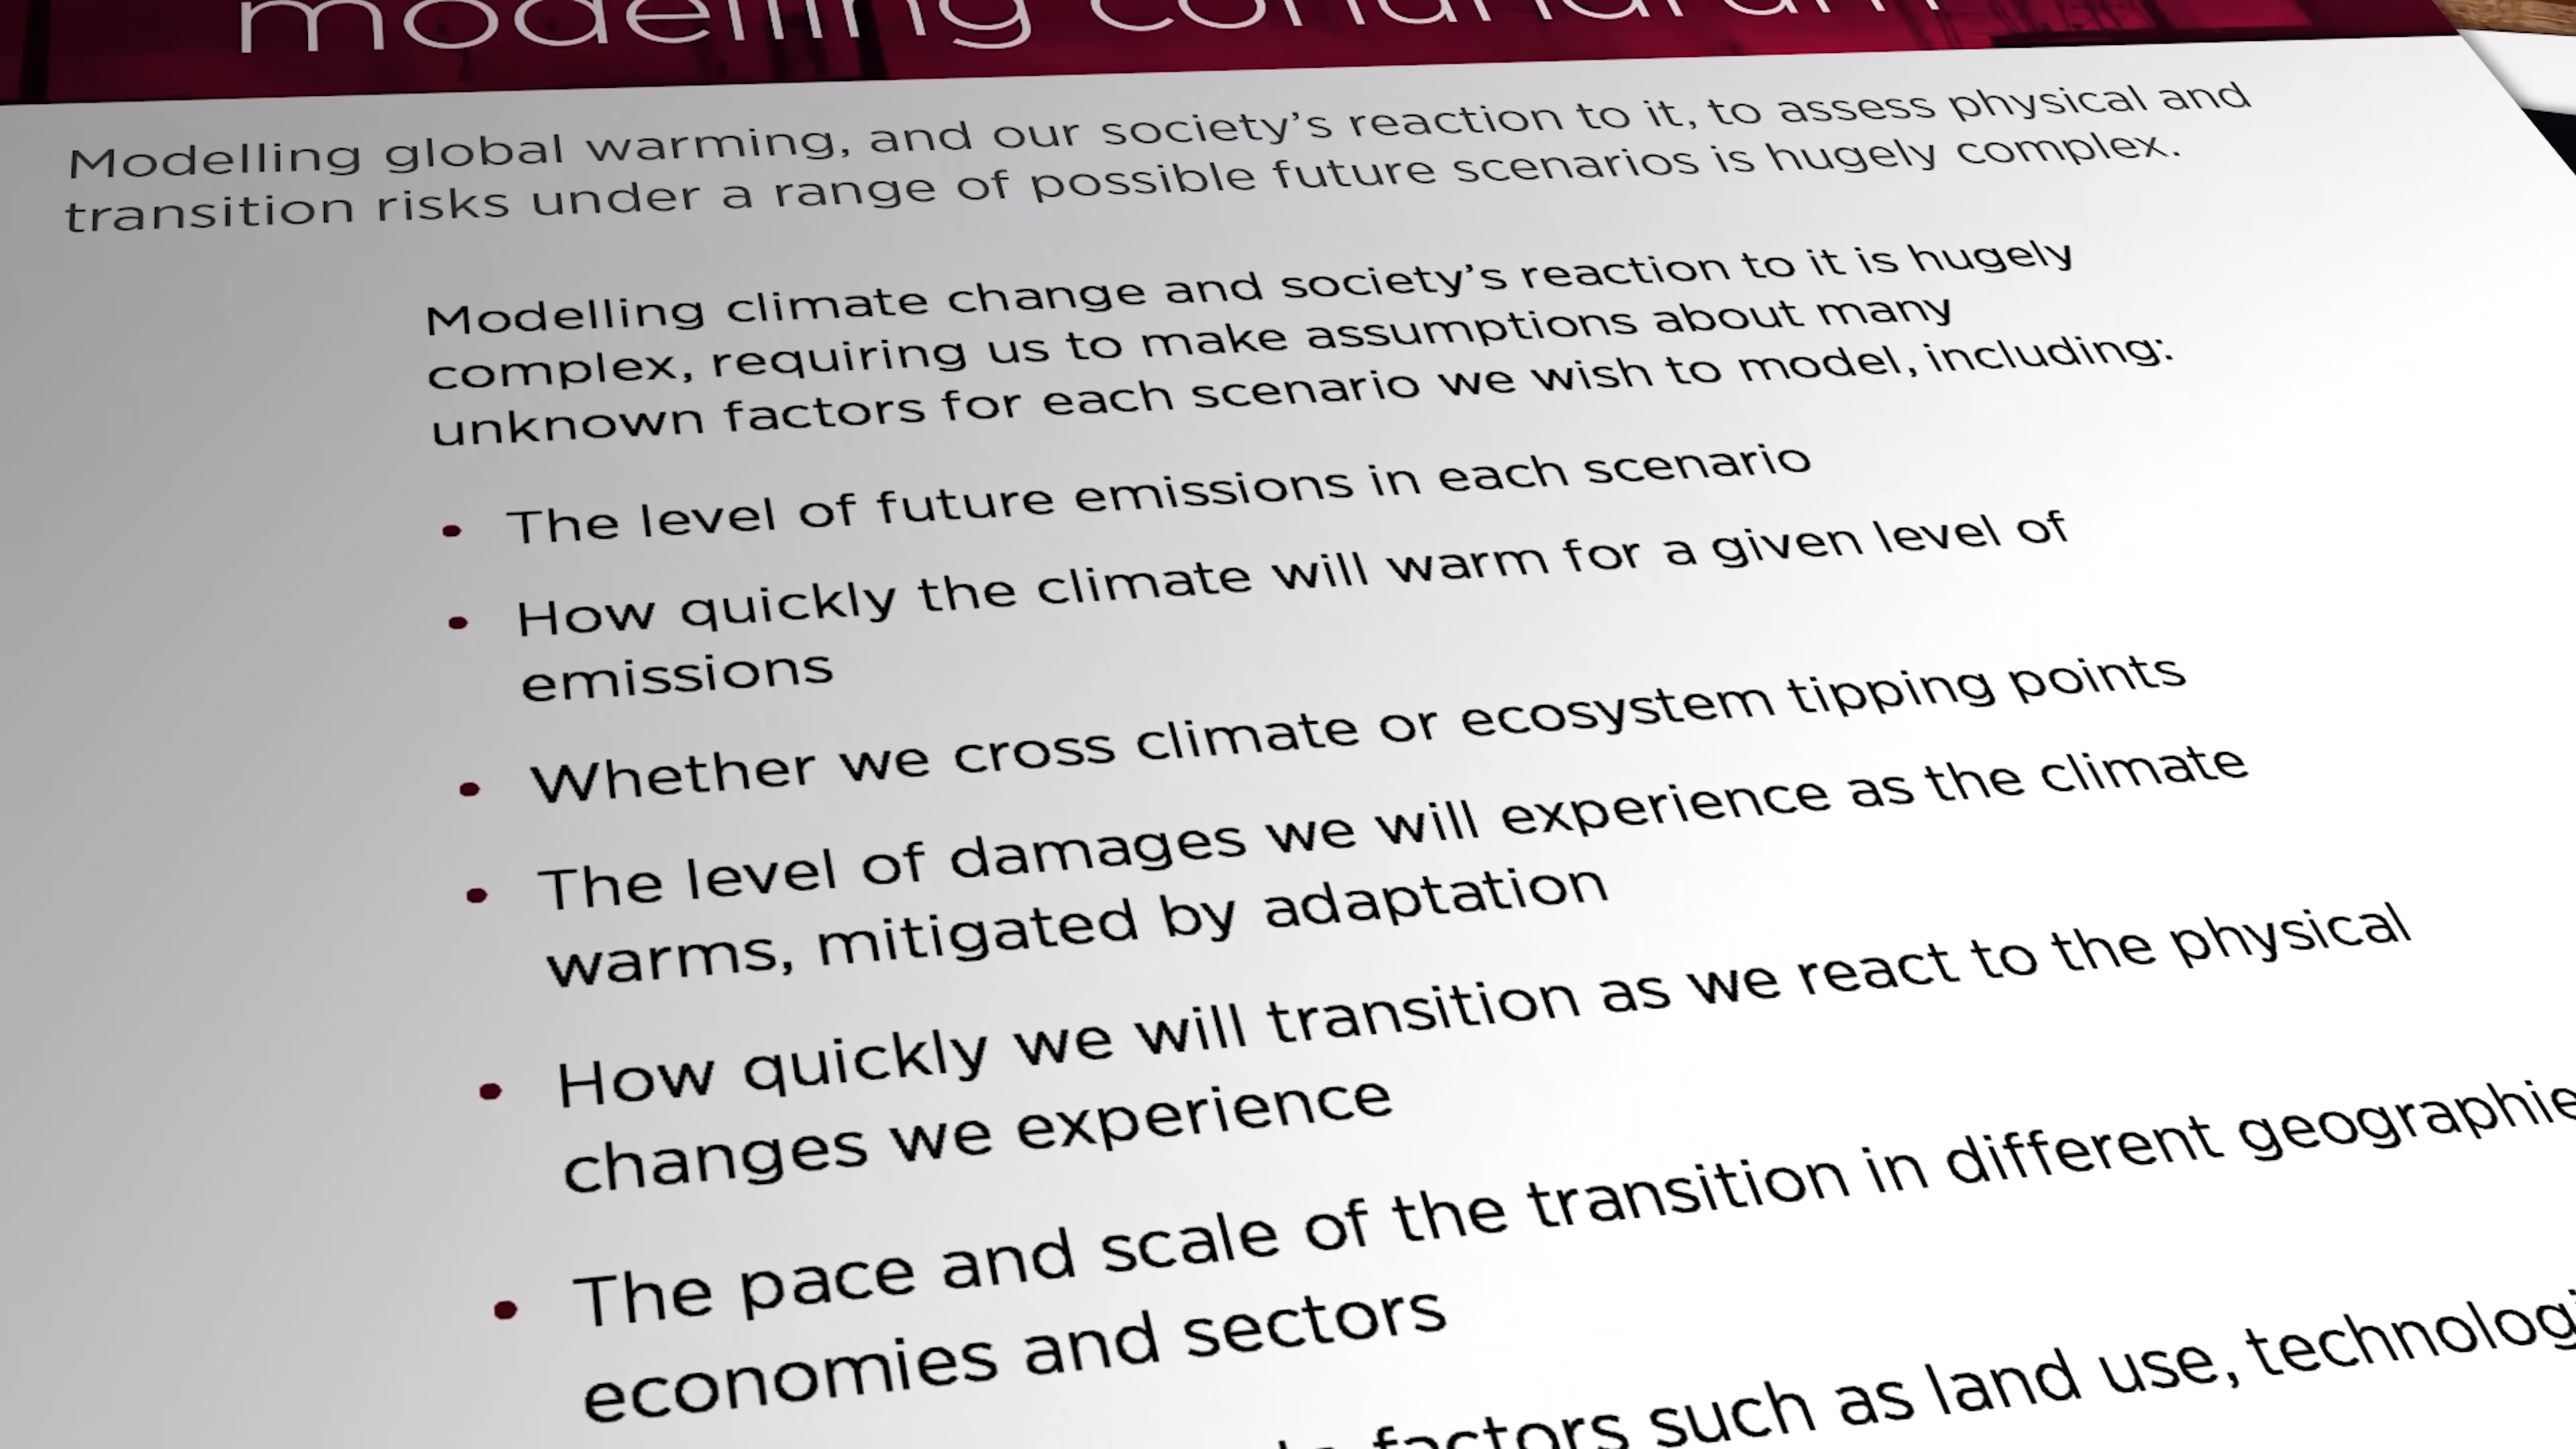 modelling conundrum
Modelling global warming, and our society's reaction to it, to assess physical and
transition risks under a range of possible future scenarios is hugely complex.
Modelling climate change and society's reaction to it is hugely
complex, requiring us to make assumptions about many
unknown factors for each scenario we wish to model, including:
• The level of future emissions in each scenario
• How quickly the climate will warm for a given level of
emissions
• Whether we cross climate or ecosystem tipping points
• The level of damages we will experience as the climate
warms, mitigated by adaptation
• How quickly we will transition as we react to the physical
changes we experience
• The pace and scale of the transition in different
economies and sectors
factors such as land use,